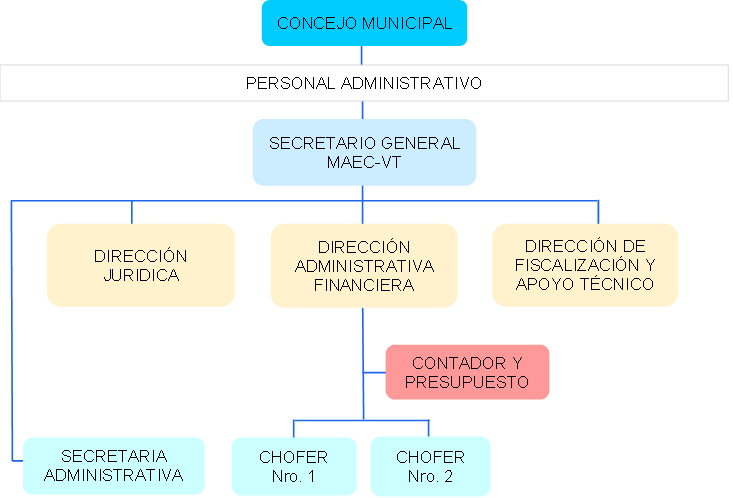 CONCEJO MUNICIPAL
PERSONAL ADMINISTRATIVO
SECRETARIO GENERAL
MAEC-VT
DIRECCIÓN
JURIDICA
DIRECCIÓN
ADMINISTRATIVA
FINANCIERA
DIRECCIÓN DE
FISCALIZACIÓN Y
APOYO TÉCNICO
CONTADOR Y
PRESUPUESTO
SECRETARIA
ADMINISTRATIVA
CHOFER
Nro. 1
CHOFER
Nro. 2